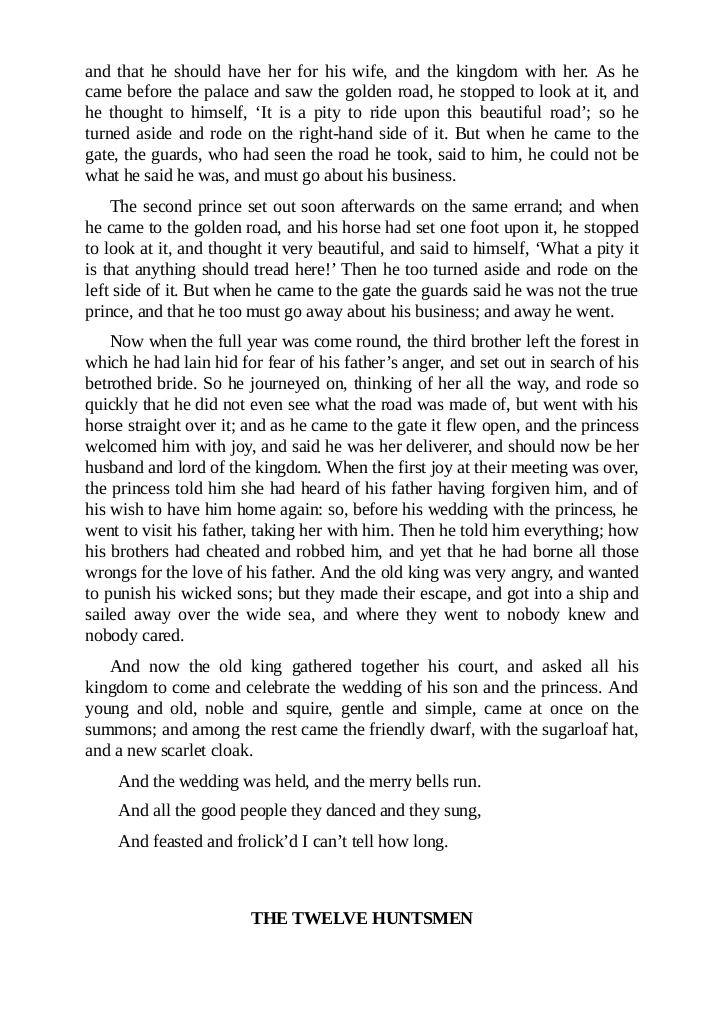 and that he should have her for his wife, and the kingdom with her. As he
came before the palace and saw the golden road, he stopped to look at it, and
he thought to himself, ‘It is a pity to ride upon this beautiful road’; so he
turned aside and rode on the right-hand side of it. But when he came to the
gate, the guards, who had seen the road he took, said to him, he could not be
what he said he was, and must go about his business.
The second prince set out soon afterwards on the same errand; and when
he came to the golden road, and his horse had set one foot upon it, he stopped
to look at it, and thought it very beautiful, and said to himself, ‘What a pity it
is that anything should tread here!’ Then he too turned aside and rode on the
left side of it. But when he came to the gate the guards said he was not the true
prince, and that he too must go away about his business; and away he went.
Now when the full year was come round, the third brother left the forest in
which he had lain hid for fear of his father’s anger, and set out in search of his
betrothed bride. So he journeyed on, thinking of her all the way, and rode so
quickly that he did not even see what the road was made of, but went with his
horse straight over it; and as he came to the gate it flew open, and the princess
welcomed him with joy, and said he was her deliverer, and should now be her
husband and lord of the kingdom. When the first joy at their meeting was over,
the princess told him she had heard of his father having forgiven him, and of
his wish to have him home again: so, before his wedding with the princess, he
went to visit his father, taking her with him. Then he told him everything; how
his brothers had cheated and robbed him, and yet that he had borne all those
wrongs for the love of his father. And the old king was very angry, and wanted
to punish his wicked sons; but they made their escape, and got into a ship and
sailed away over the wide sea, and where they went to nobody knew and
nobody cared.
And now the old king gathered together his court, and asked all his
kingdom to come and celebrate the wedding of his son and the princess. And
young and old, noble and squire, gentle and simple, came at once on the
summons; and among the rest came the friendly dwarf, with the sugarloaf hat,
and a new scarlet cloak.
And the wedding was held, and the merry bells run.
And all the good people they danced and they sung,
And feasted and frolick’d I can’t tell how long.
THE TWELVE HUNTSMEN